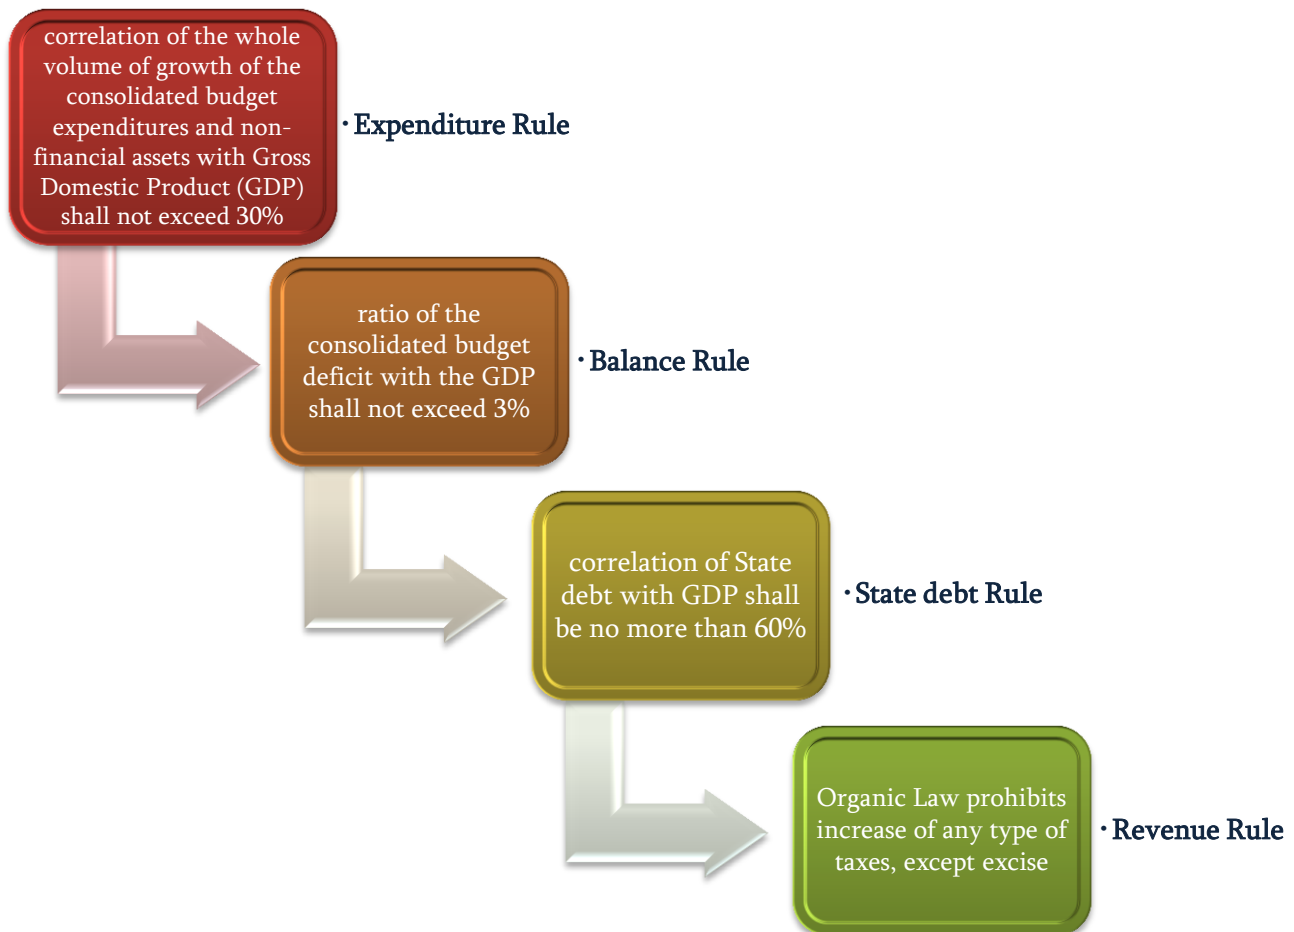 correlation of the whole
volume of growth of the
consolidated budget
expenditures and non-
financial assets with Gross
Domestic Product (GDP)
shall not exceed 30%
· Expenditure Rule
ratio of the
consolidated budget
deficit with the GDP
shall not exceed 3%
· Balance Rule
correlation of State
debt with GDP shall
be no more than 60%
· State debt Rule
Organic Law prohibits
increase of any type of
taxes, except excise
· Revenue Rule